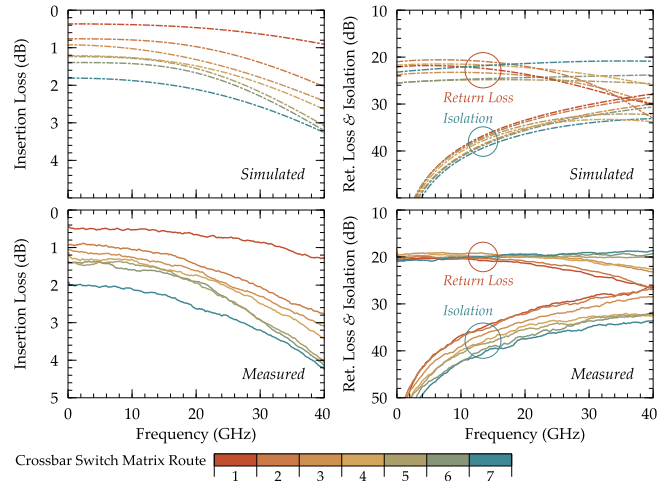 0
1
2
3
4
Insertion Loss (dB)
Simulated
10
20
30
40
Ret. Loss & Isolation (dB)
Return Loss
Isolation
Simulated
0
1
2
3
4
5
Insertion Loss (dB)
0 10 20 30 40
Measured
Frequency (GHz)
10
20
30
40
50
Ret. Loss & Isolation (dB)
0 10 20 30 40
Return Loss
Isolation
Measured
Frequency (GHz)
Crossbar Switch Matrix Route
1 2 3 4 5 6 7